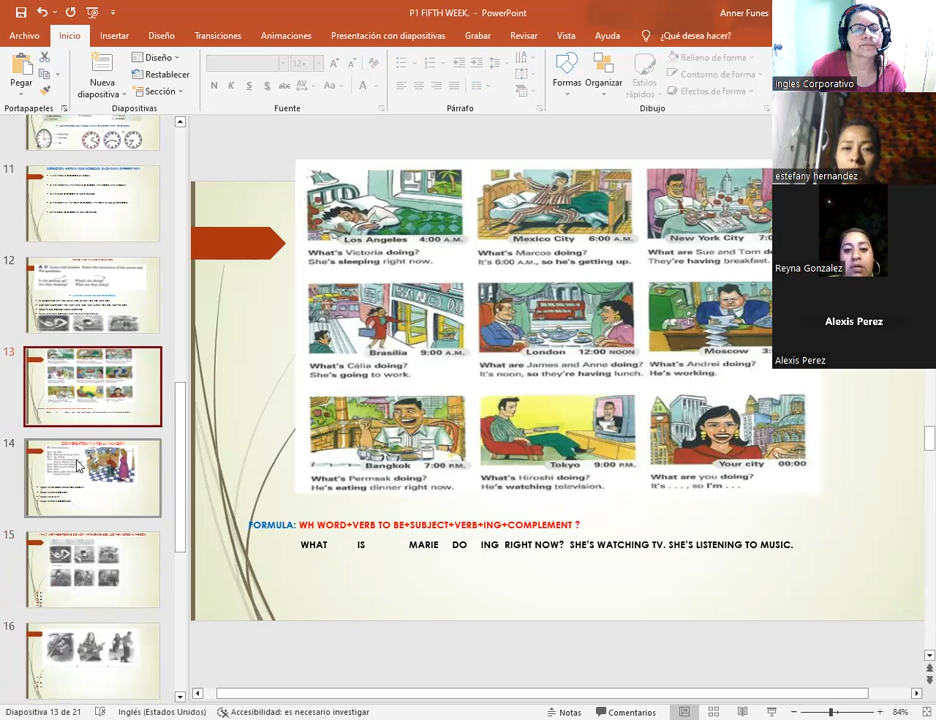 P1 FIFTH WEEK. - PowerPoint
Anner Funes
Archivo Inicio Insertar Diseño Transiciones Animaciones Presentación con diapositivas Grabar Revisar Vista Ayuda ¿Qué desea hacer?
Pegar
Nueva diapositiva
Diseño
Restablecer
Sección
12
N K S S abc AV Aa A
Formas Organizar Estilos rápidos
Relleno de forma
Contorno de forma
Efectos de forma
Portapapeles Diapositivas Fuente Párrafo Dibujo
Ingles Corporativo
estefany hernandez
Reyna Gonzalez
Alexis Perez
Alexis Perez
11
12
13
14
15
16
Los Angeles 4:00 A.M.
What's Victoria doing?
She's sleeping right now.
Mexico City 6:00 A.M.
What's Marcos doing?
It's 6:00 A.M., so he's getting up.
New York City 7:0
What are Sue and Tom d
They're having breakfast.
Brasília 9:00 A.M.
What's Célia doing?
She's going to work.
London 12:00 NOON
What are James and Anne doing?
It's noon, so they're having lunch.
Moscow 3:
What's Andrei doing?
He's working.
Bangkok 7:00 P.M.
What's Permsak doing?
He's eating dinner right now.
Tokyo 9:00 P.M.
What's Hiroshi doing?
He's watching television.
Your city 00:00
What are you doing?
It's . . . , so I'm . . .
FORMULA: WH WORD+VERB TO BE+SUBJECT+VERB+ING+COMPLEMENT ?
WHAT IS MARIE DO ING RIGHT NOW? SHE'S WATCHING TV. SHE'S LISTENING TO MUSIC.
Diapositiva 13 de 21 Inglés (Estados Unidos) Accesibilidad: es necesario investigar Notas Comentarios 84%